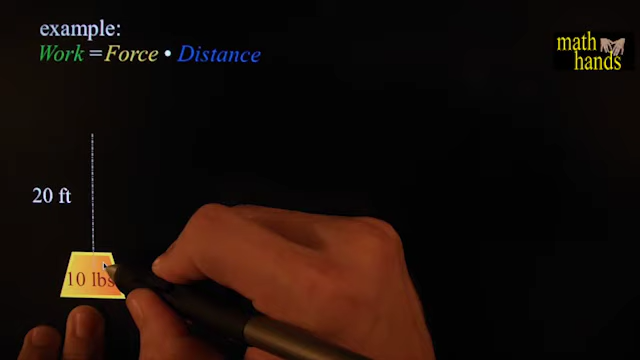 example:
Work = Force • Distance
math
hands
20 ft
10 lbs